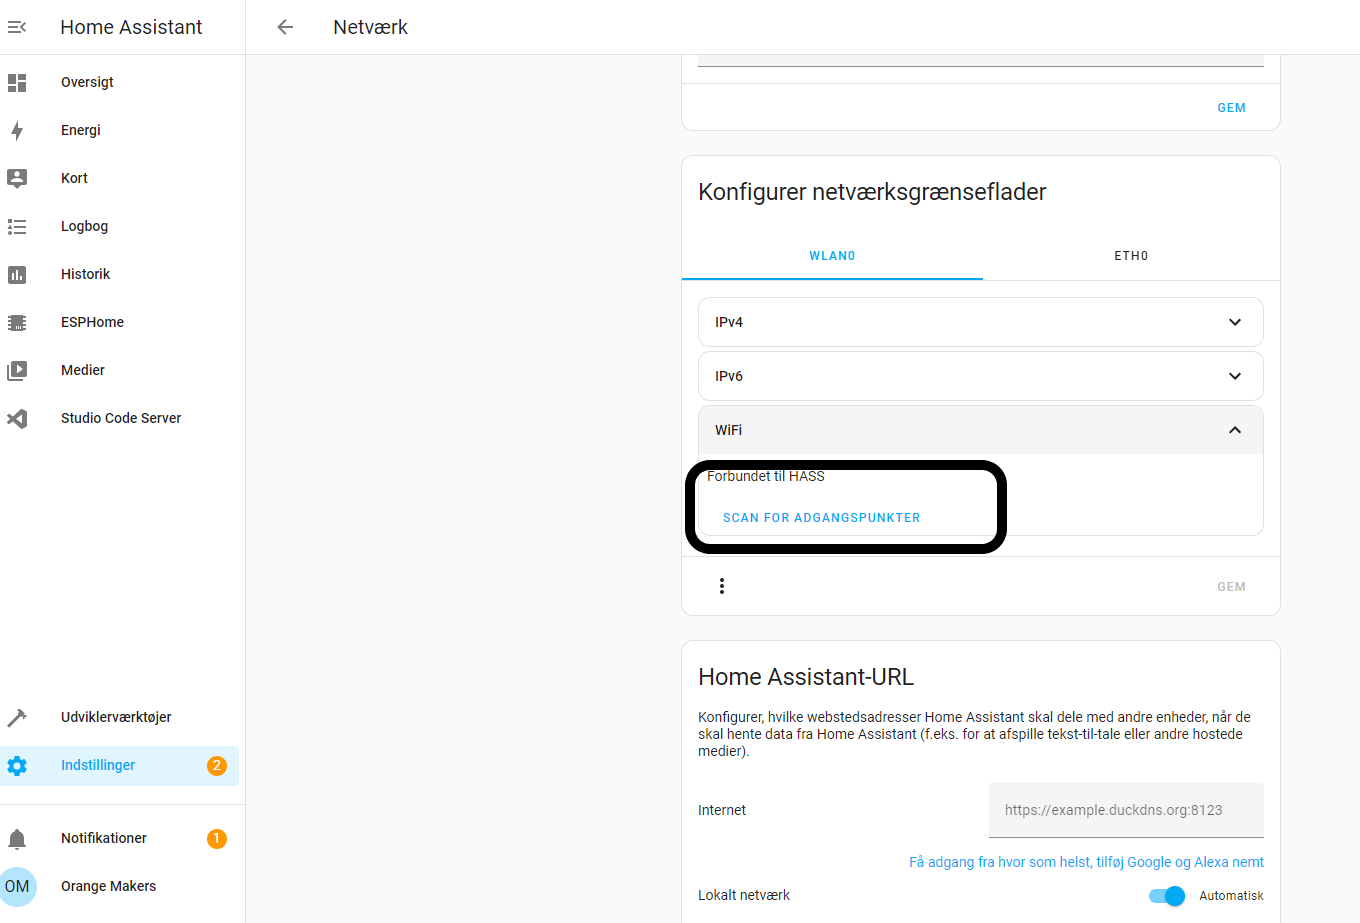 Home Assistant
Netværk
Oversigt
Energi
Kort
Logbog
Historik
ESPHome
Medier
Studio Code Server
Udviklerværktøjer
Indstillinger
2
Notifikationer
1
OM
Orange Makers
GEM
Konfigurer netværksgrænseflader
WLAN0
ETH0
IPv4
IPv6
WiFi
Forbundet til HASS
SCAN FOR ADGANGSPUNKTER
GEM
Home Assistant-URL
Konfigurer, hvilke webstedsadresser Home Assistant skal dele med andre enheder, når de
skal hente data fra Home Assistant (f.eks. for at afspille tekst-til-tale eller andre hostede
medier).
Internet
https://example.duckdns.org:8123
Få adgang fra hvor som helst, tilføj Google og Alexa nemt
Lokalt netværk
Automatisk